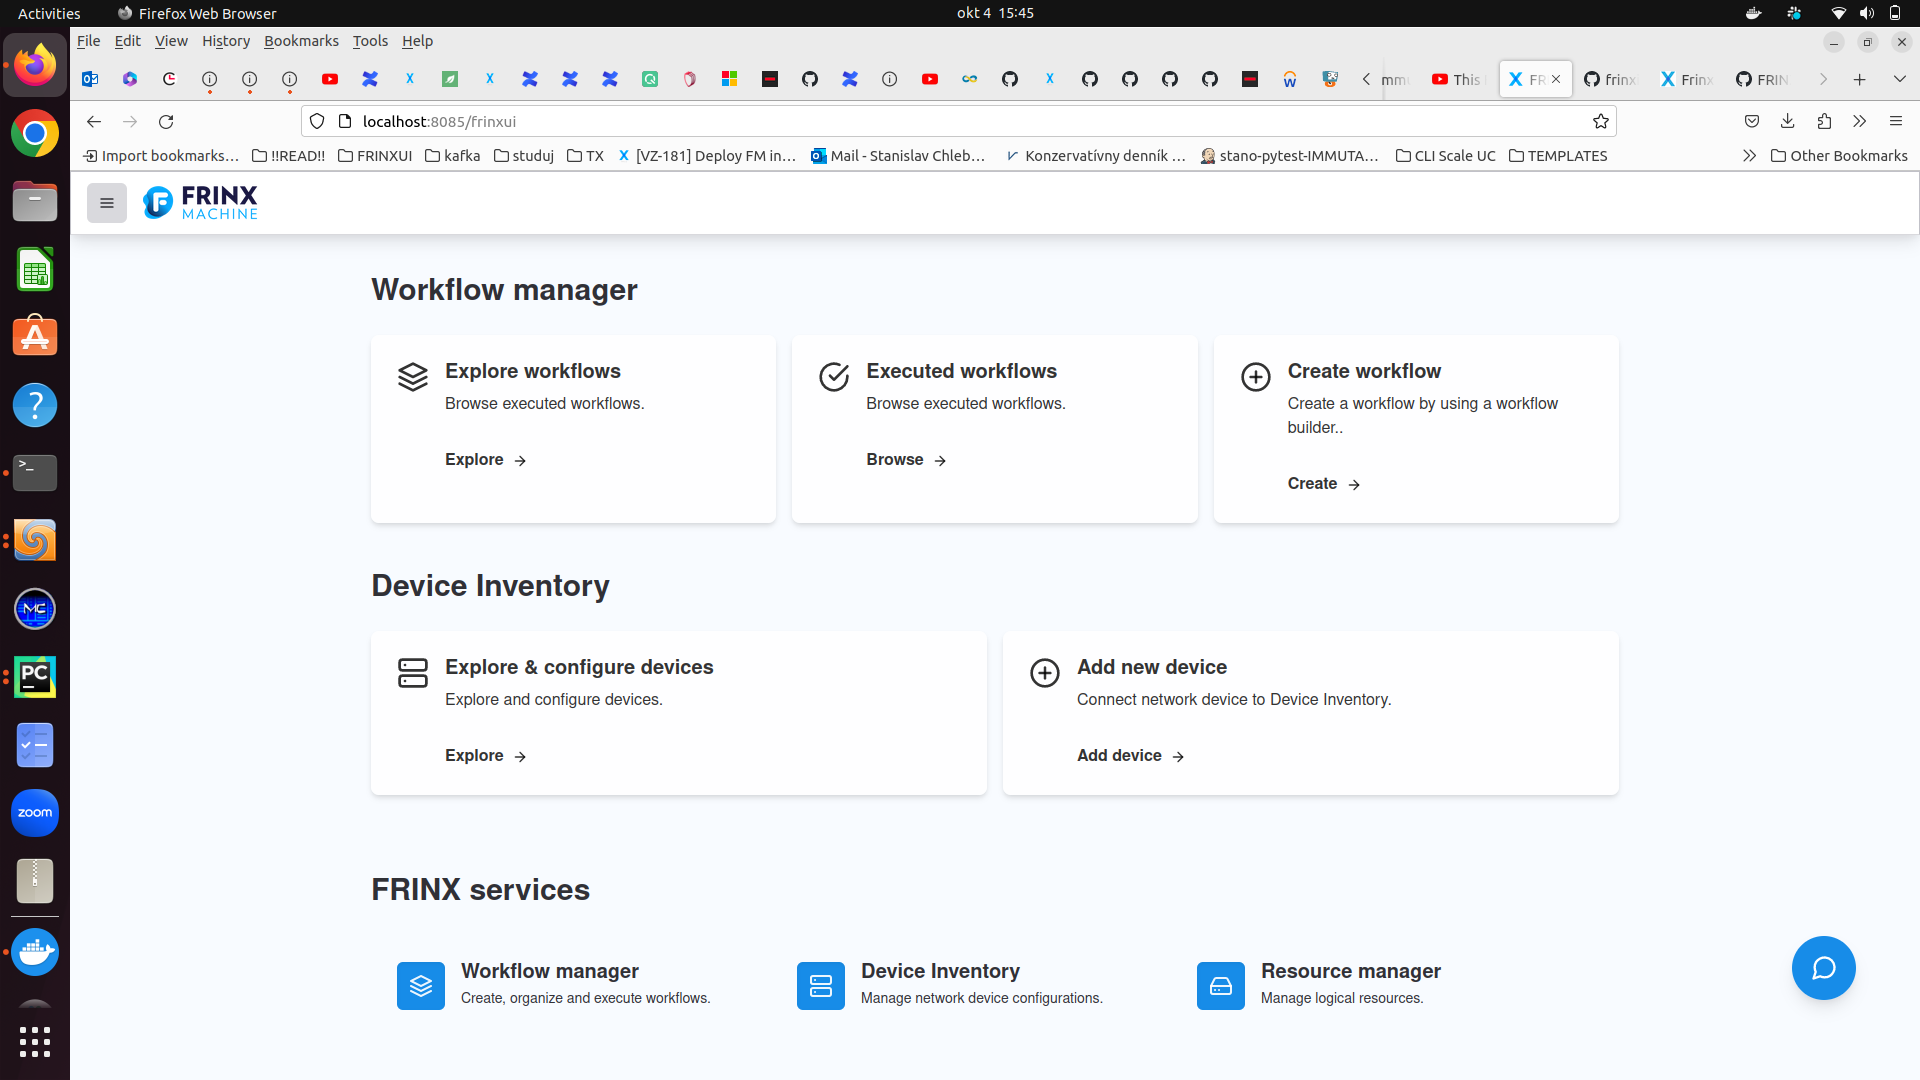 Activities Firefox Web Browser okt 4 15:45
File Edit View History Bookmarks Tools Help
This FR frinx Frinx FRIN
localhost:8085/frinxui
Import bookmarks… !!READ!! FRINXUI kafka studuj TX [VZ-181] Deploy FM in… Mail - Stanislav Chleb… Konzervatívny denník … stano-pytest-IMMUTA… CLI Scale UC TEMPLATES Other Bookmarks
FRINX
MACHINE
Workflow manager
Explore workflows
Browse executed workflows.
Explore
Executed workflows
Browse executed workflows.
Browse
Create workflow
Create a workflow by using a workflow
builder..
Create
Device Inventory
Explore & configure devices
Explore and configure devices.
Explore
Add new device
Connect network device to Device Inventory.
Add device
FRINX services
Workflow manager
Create, organize and execute workflows.
Device Inventory
Manage network device configurations.
Resource manager
Manage logical resources.
MC
PC
zoom